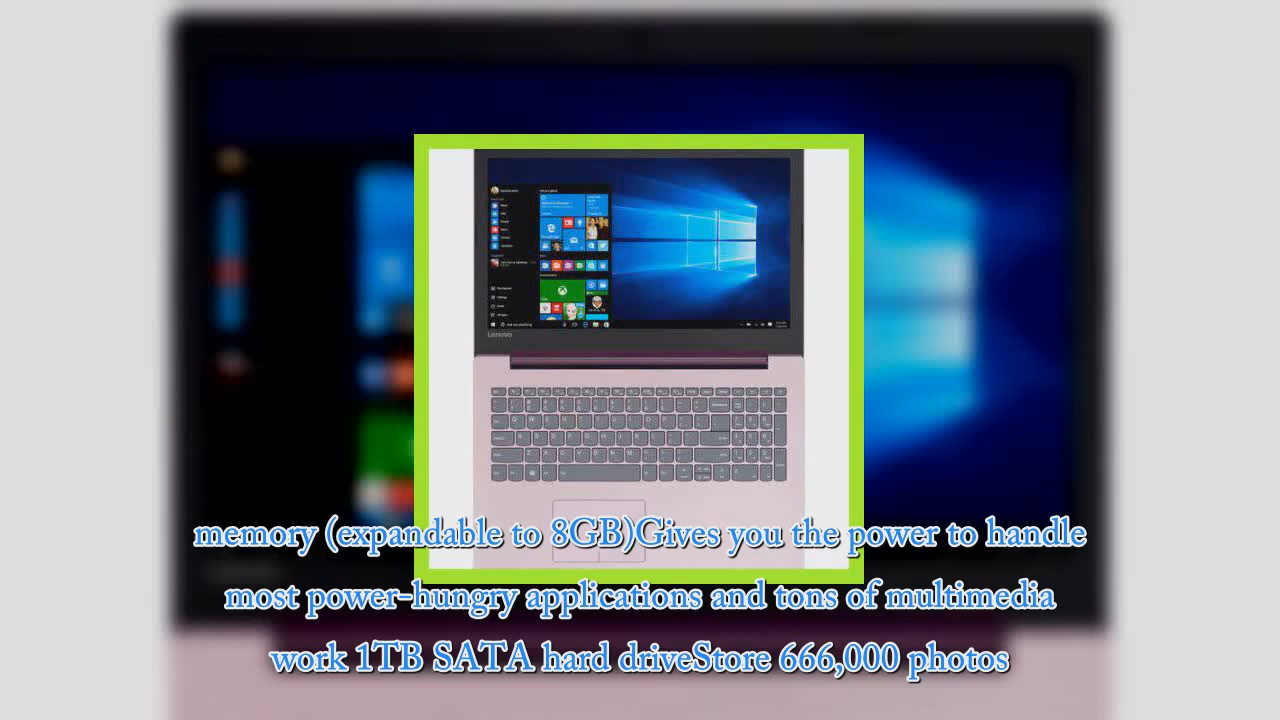 Lenovo
memory (expandable to 8GB)Gives you the power to handle
most power-hungry applications and tons of multimedia
work 1TB SATA hard driveStore 666,000 photos